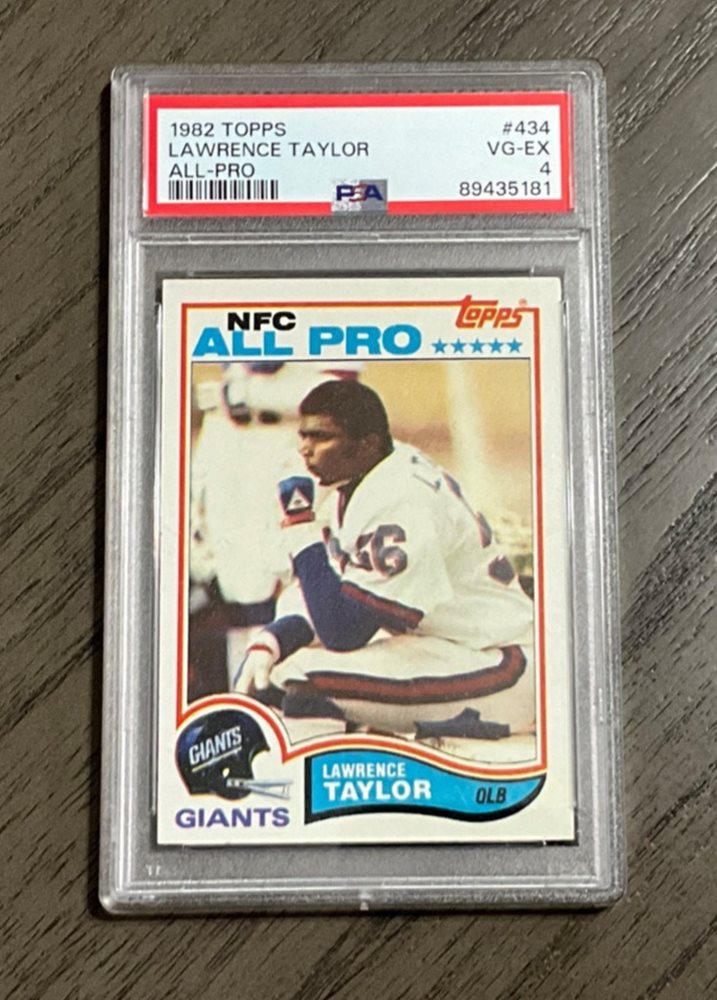 1982 TOPPS #434
LAWRENCE TAYLOR VG-EX
ALL-PRO 4
PSA 89435181
topps®
NFC
ALL PRO
56
GIANTS
LAWRENCE
TAYLOR OLB
GIANTS